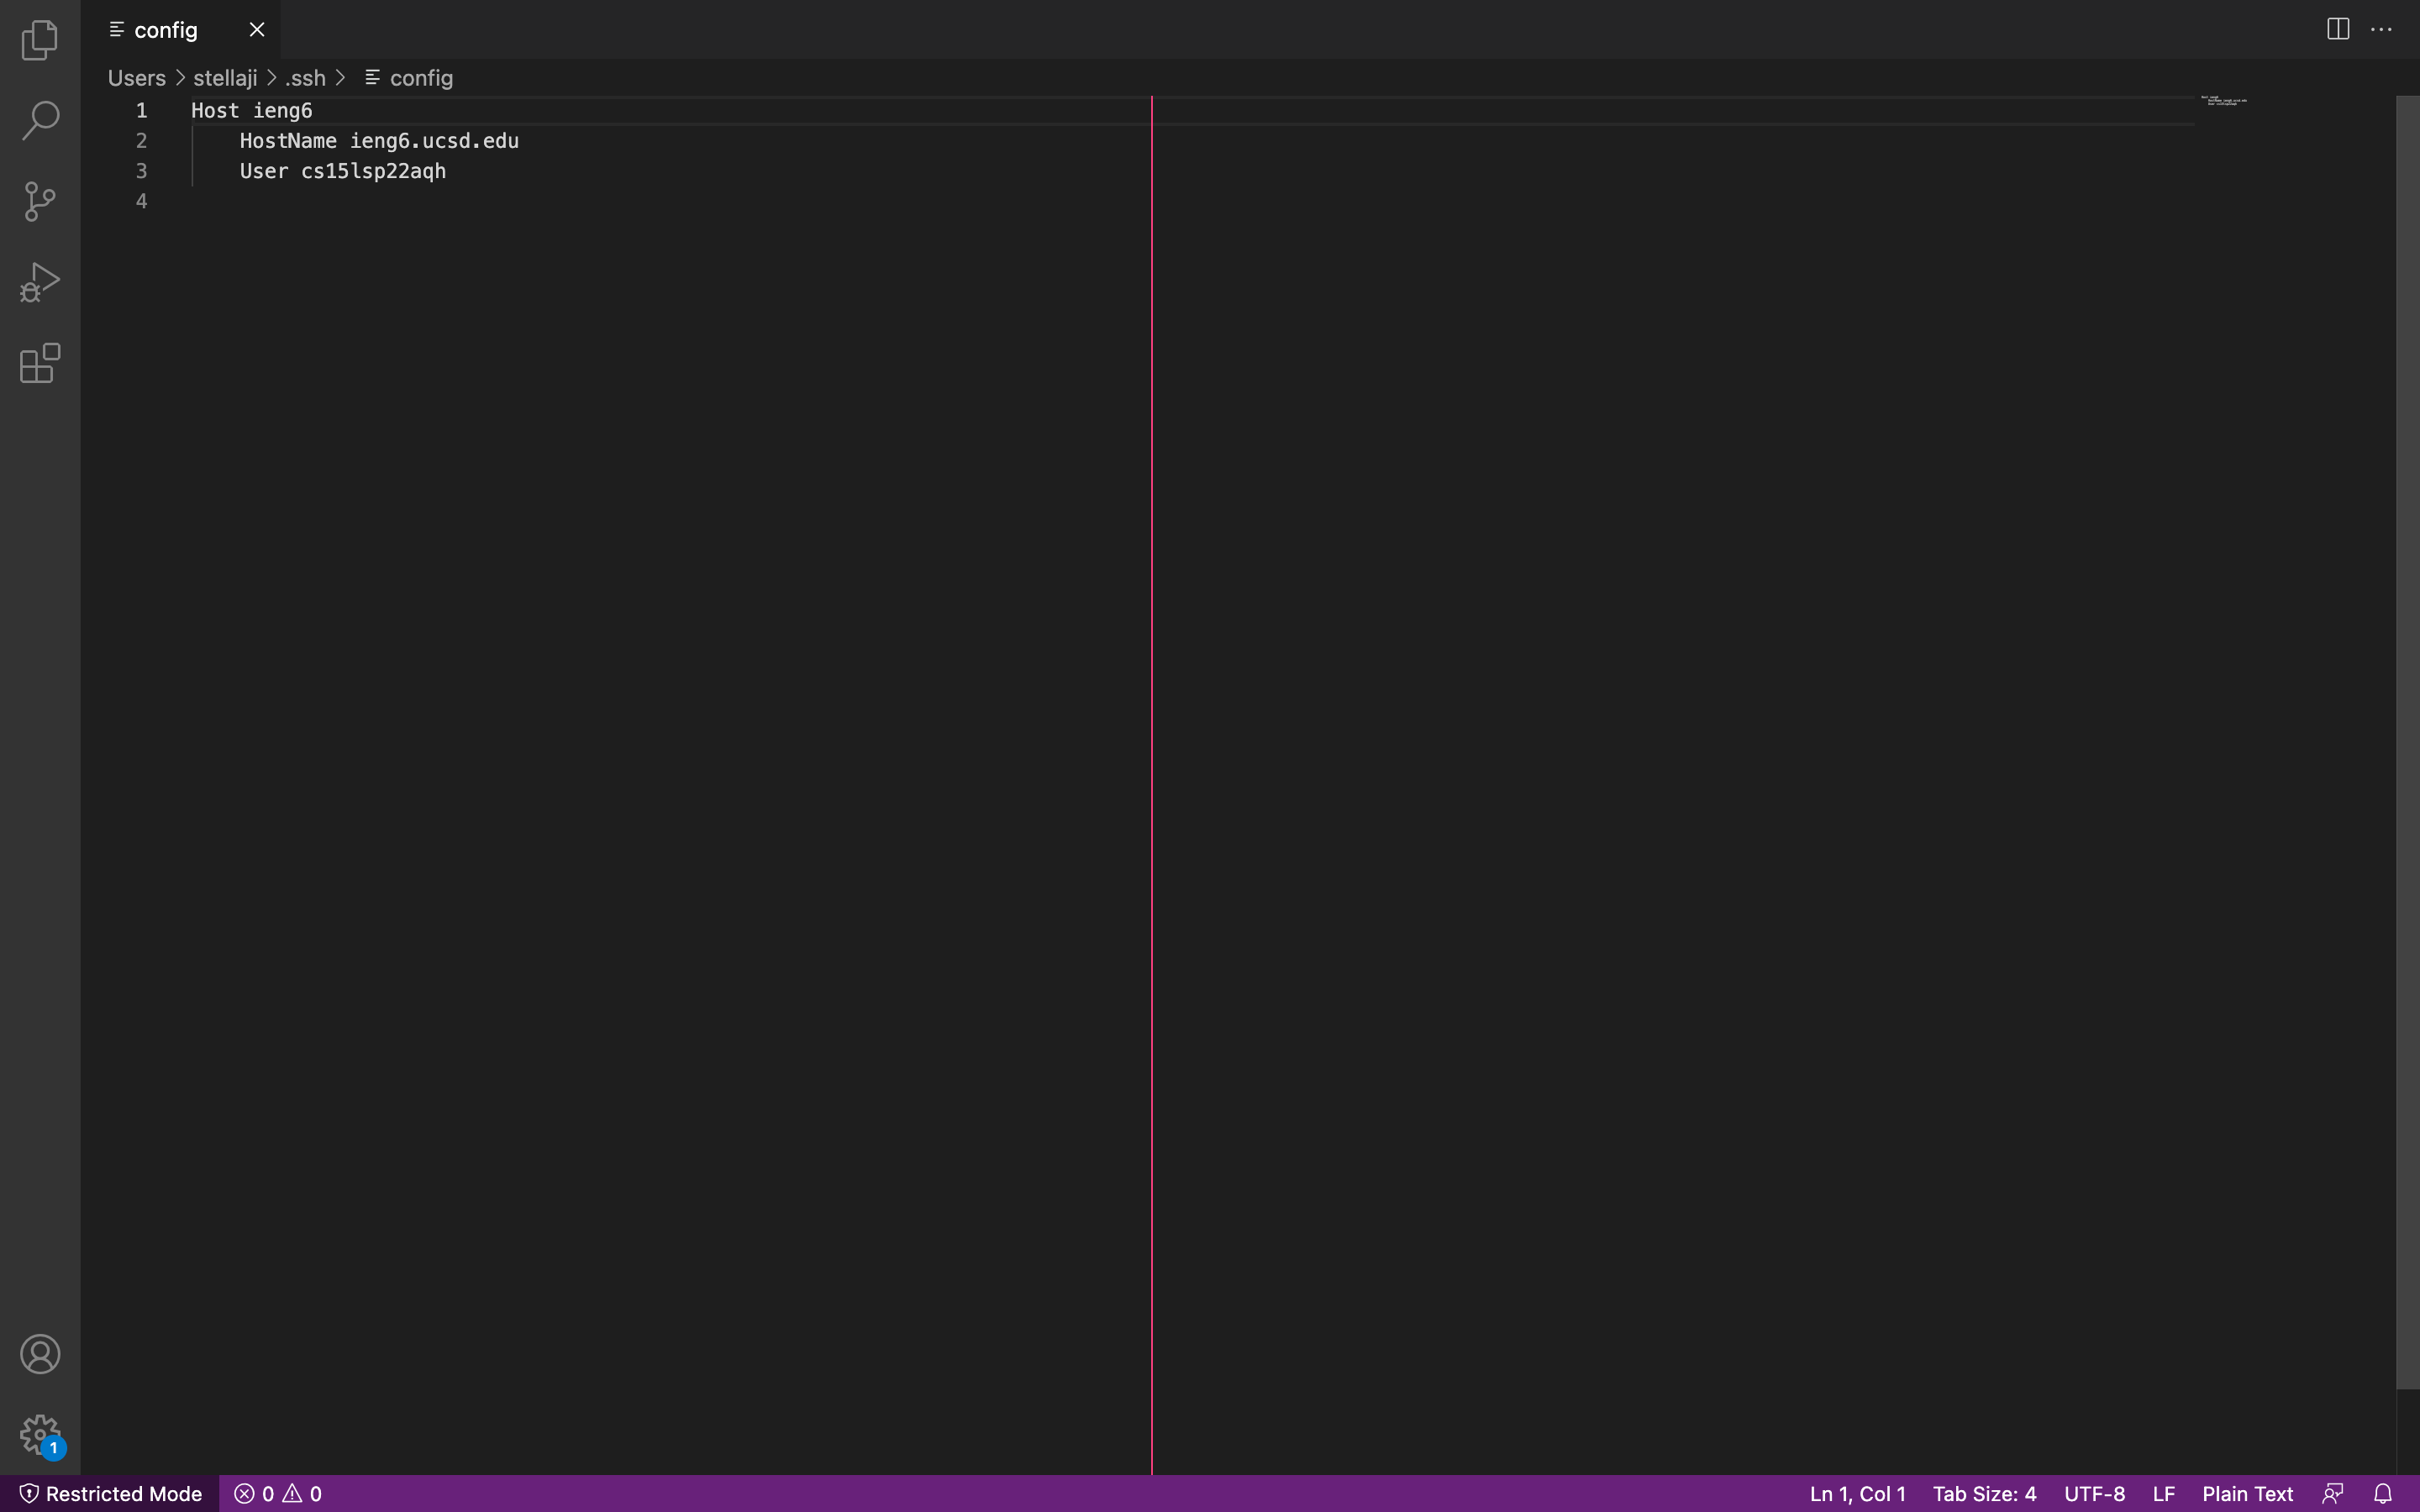 config
Users > stellaji > .ssh > config
1 Host ieng6
2 HostName ieng6.ucsd.edu
3 User cs15lsp22aqh
4
1
Restricted Mode 0 0 Ln 1, Col 1 Tab Size: 4 UTF-8 LF Plain Text